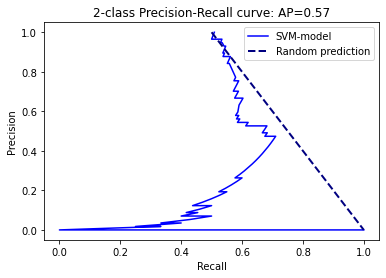 2-class Precision-Recall curve: AP=0.57
SVM-model
Random prediction
1.0
0.8
0.6
0.4
0.2
0.0
Precision
0.0 0.2 0.4 0.6 0.8 1.0
Recall